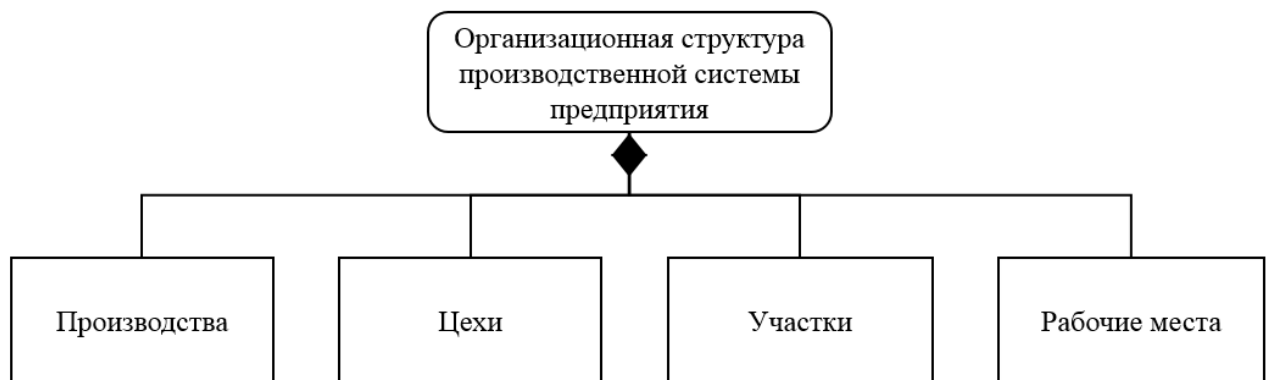 Организационная структура
производственной системы
предприятия
Производства
Цехи
Участки
Рабочие места